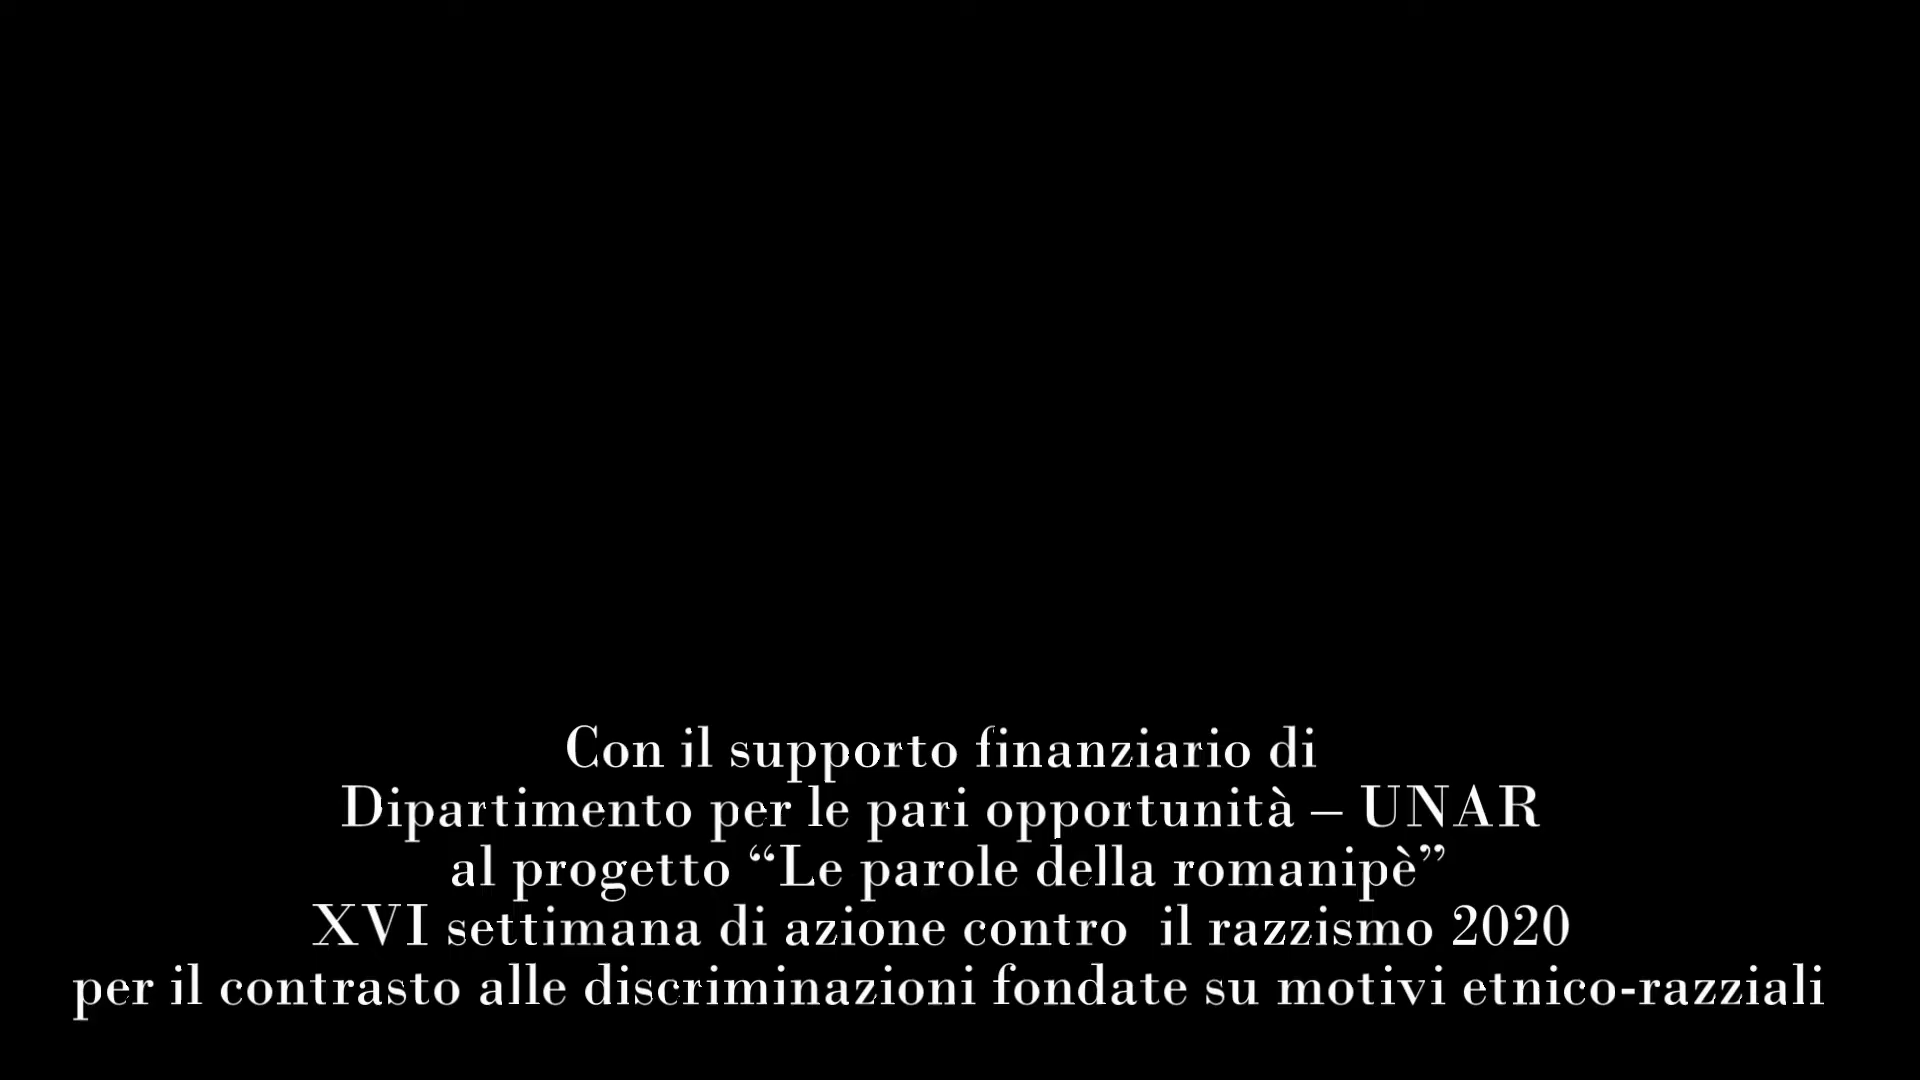 Con il supporto finanziario di
Dipartimento per le pari opportunità – UNAR
al progetto “Le parole della romanipè”
XVI settimana di azione contro  il razzismo 2020
per il contrasto alle discriminazioni fondate su motivi etnico-razziali